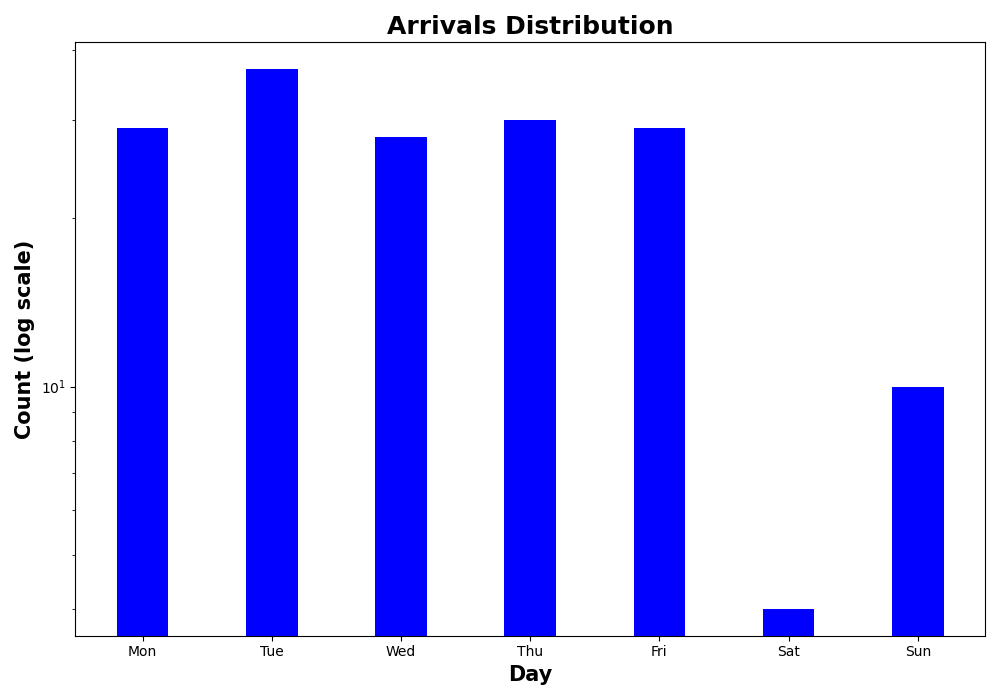 Arrivals Distribution
Count (log scale)
10¹
Mon Tue Wed Thu Fri Sat Sun
Day